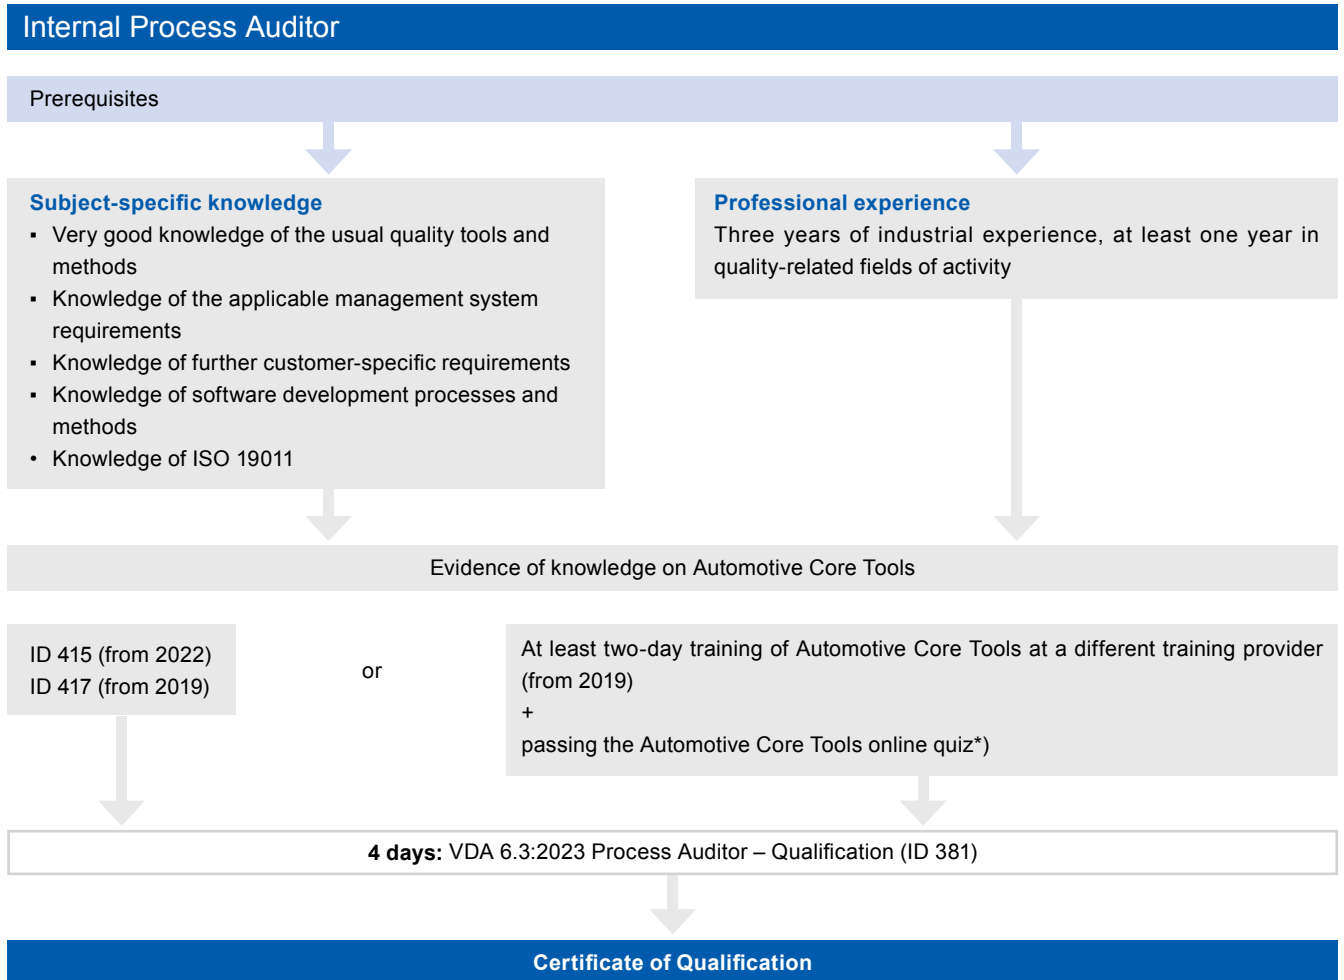 Internal Process Auditor
Prerequisites
Subject-specific knowledge
▪ Very good knowledge of the usual quality tools and
methods
▪ Knowledge of the applicable management system
requirements
▪ Knowledge of further customer-specific requirements
▪ Knowledge of software development processes and
methods
• Knowledge of ISO 19011
Professional experience
Three years of industrial experience, at least one year in
quality-related fields of activity
Evidence of knowledge on Automotive Core Tools
ID 415 (from 2022)
ID 417 (from 2019)
or
At least two-day training of Automotive Core Tools at a different training provider
(from 2019)
+
passing the Automotive Core Tools online quiz*)
4 days: VDA 6.3:2023 Process Auditor – Qualification (ID 381)
Certificate of Qualification